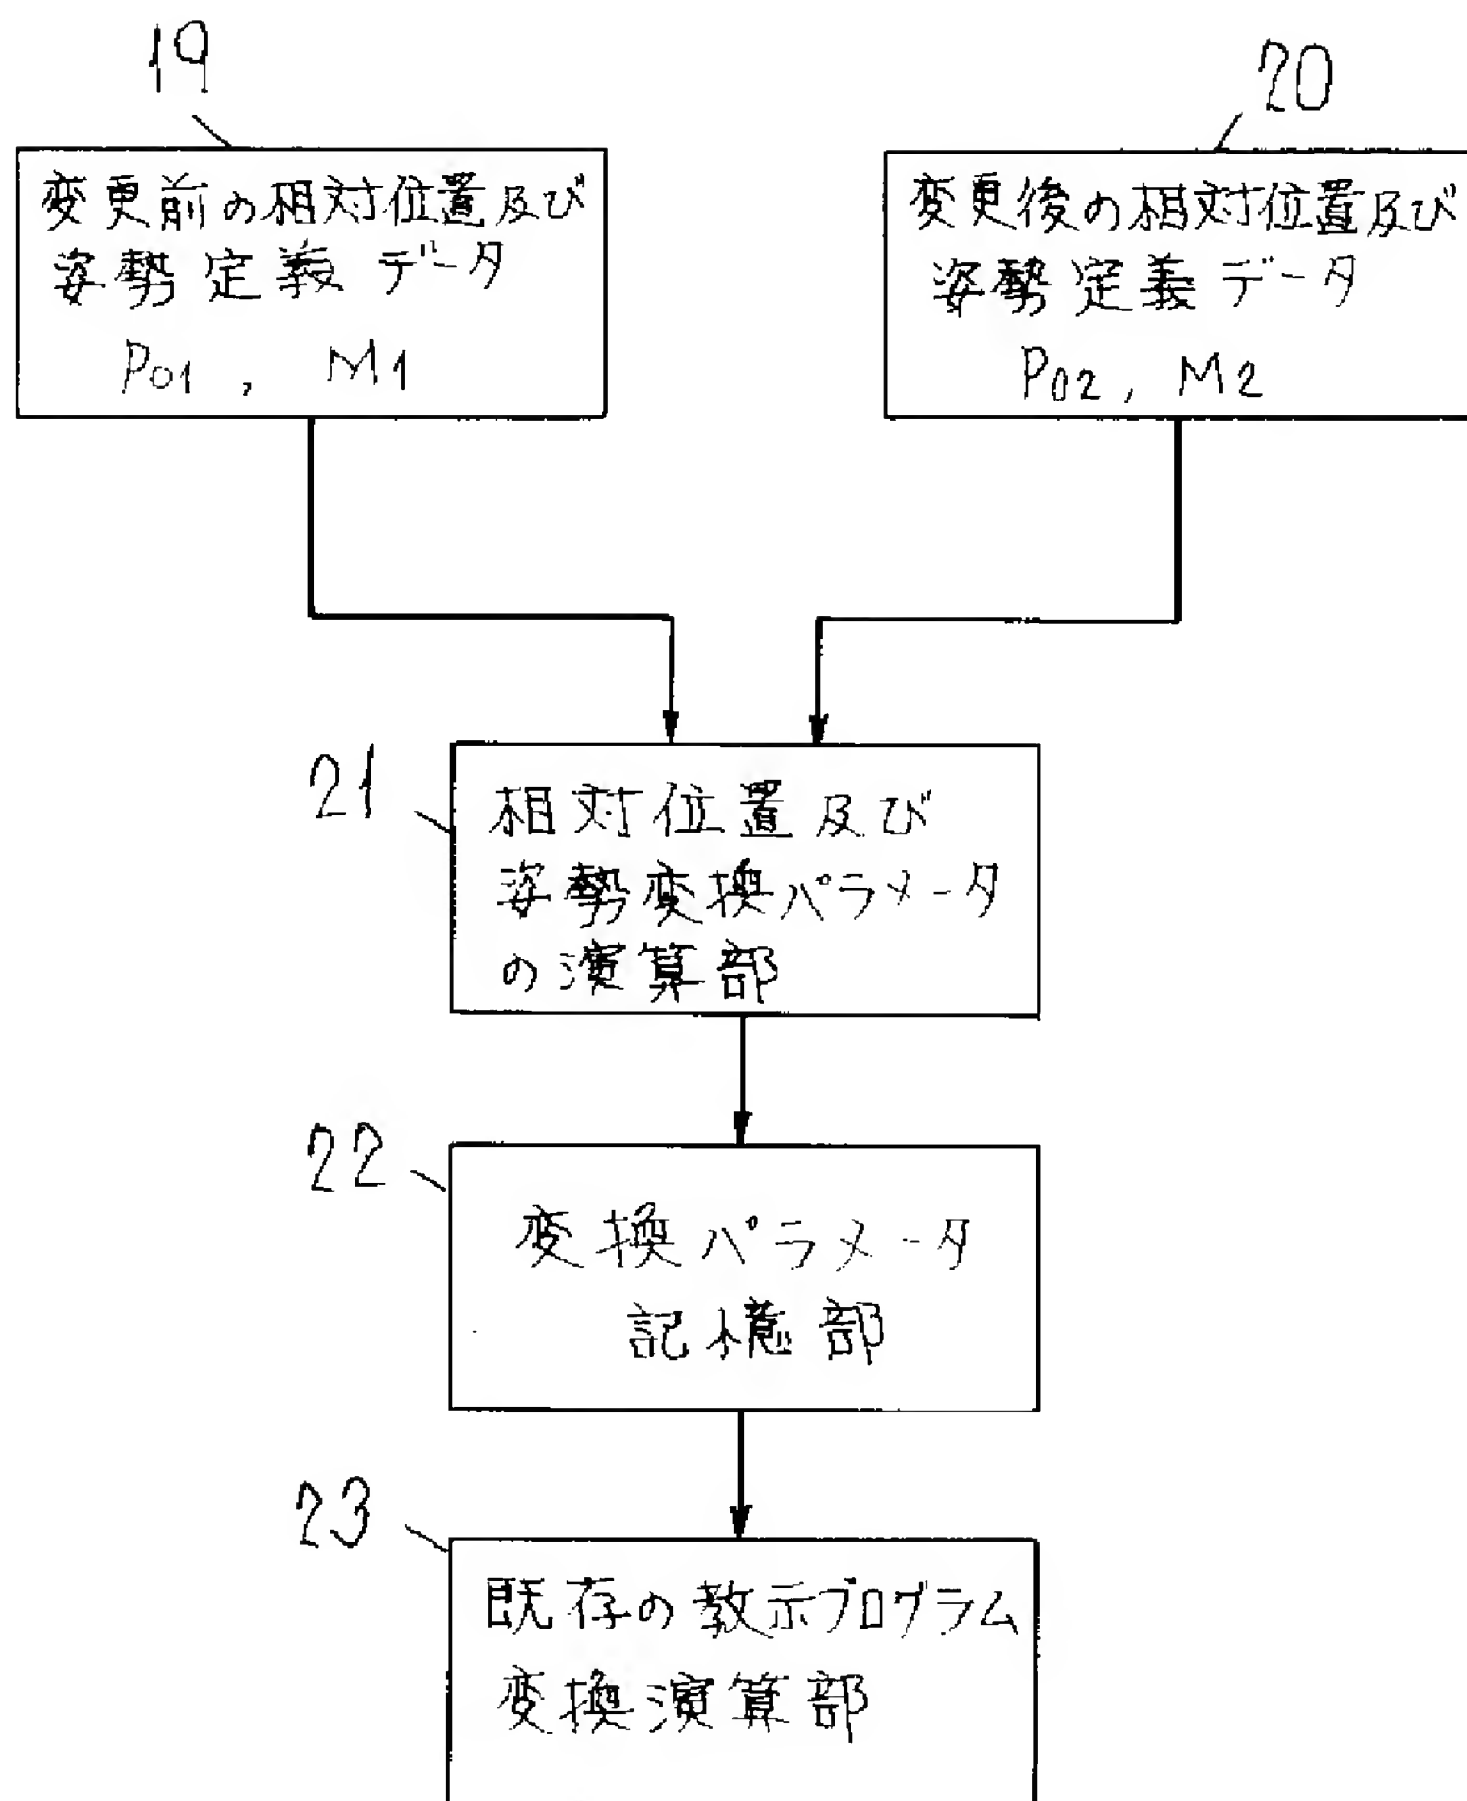 19
変更前の相対位置及び
姿勢定義データ
P01, M1
20
変更後の相対位置及び
姿勢定義データ
P02, M2
21
相対位置及び
姿勢変換パラメータ
の演算部
22
変換パラメータ
記憶部
23
既存の教示プログラム
変換演算部